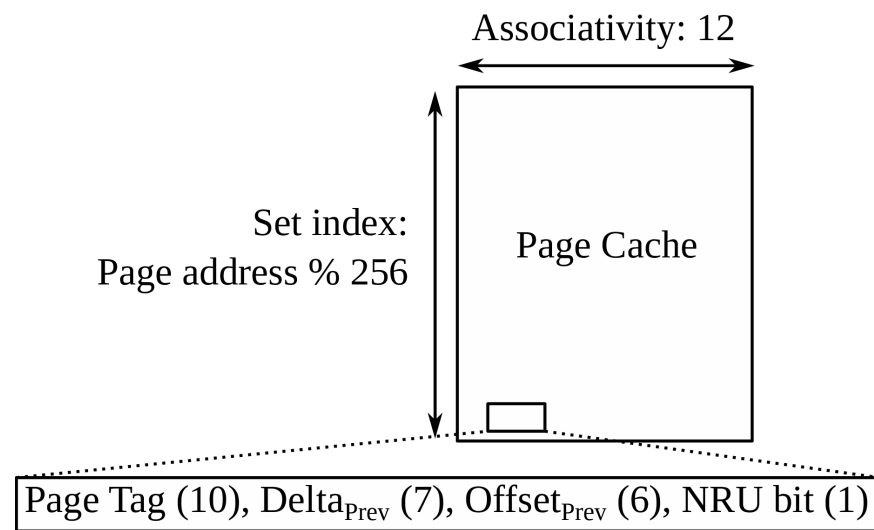 Associativity: 12
Set index:
Page address % 256
Page Cache
Page Tag (10), DeltaPrev (7), OffsetPrev (6), NRU bit (1)